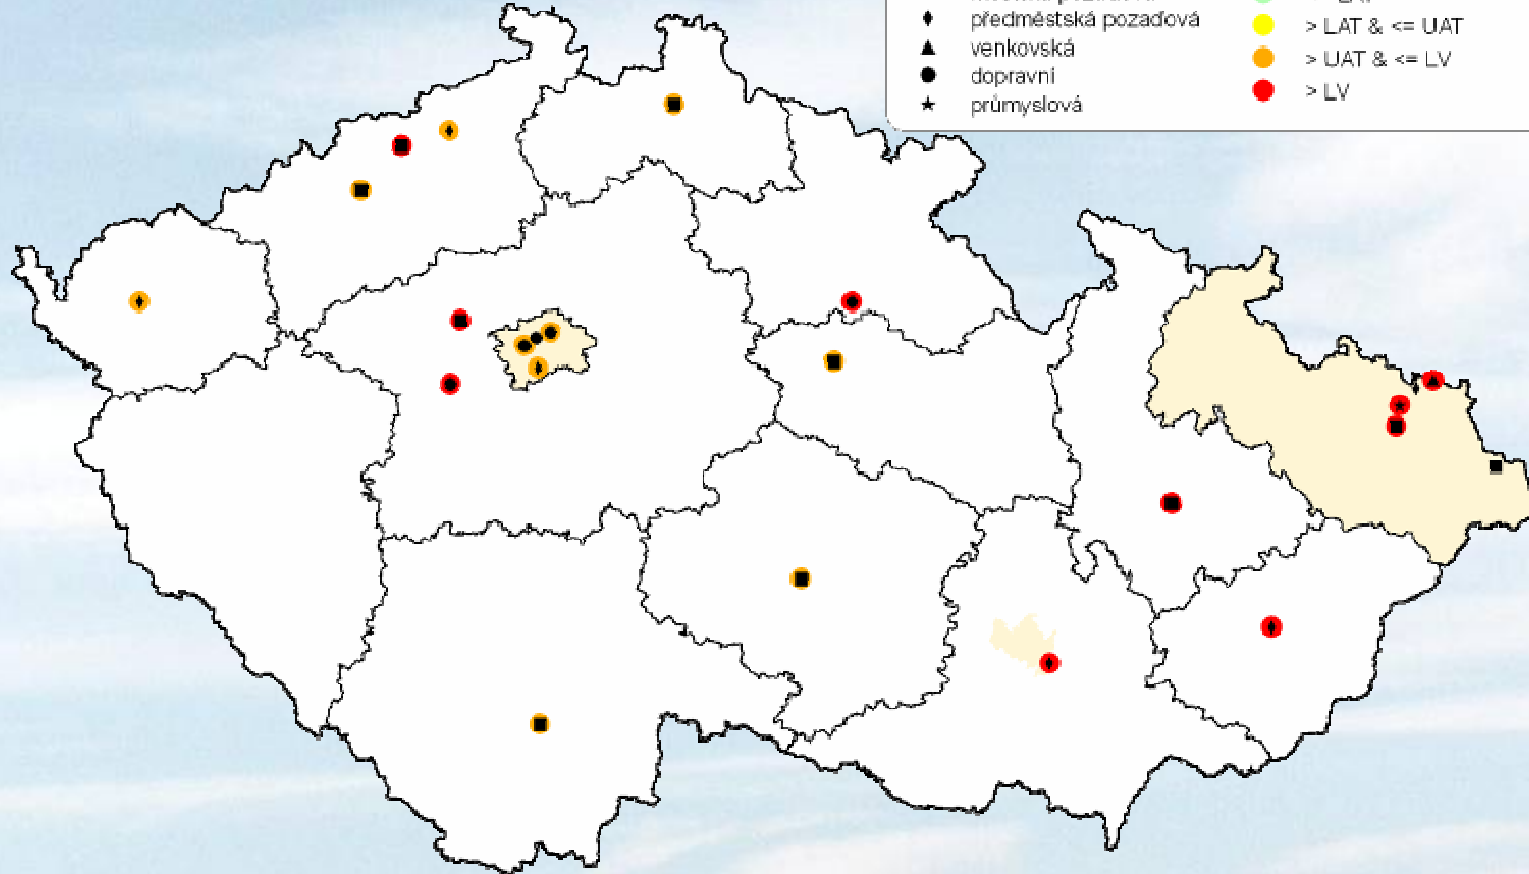 předměstská pozaďová
venkovská
dopravní
průmyslová
> LAT & <= UAT
> UAT & <= LV
> LV